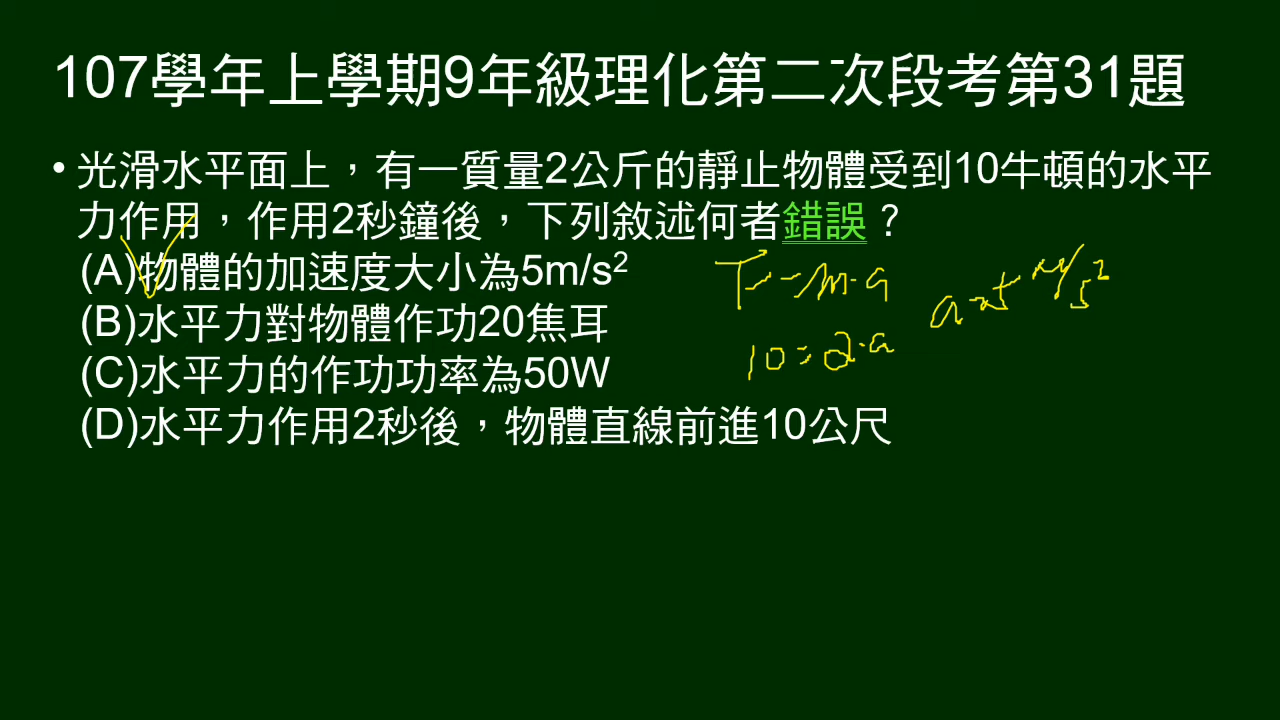 107學年上學期9年級理化第二次段考第31題
• 光滑水平面上，有一質量2公斤的靜止物體受到10牛頓的水平
力作用，作用2秒鐘後，下列敘述何者錯誤？
(A)物體的加速度大小為5m/s²
(B)水平力對物體作功20焦耳
(C)水平力的作功功率為50W
(D)水平力作用2秒後，物體直線前進10公尺
F=m·a
10=2·a
a=5 m/s²